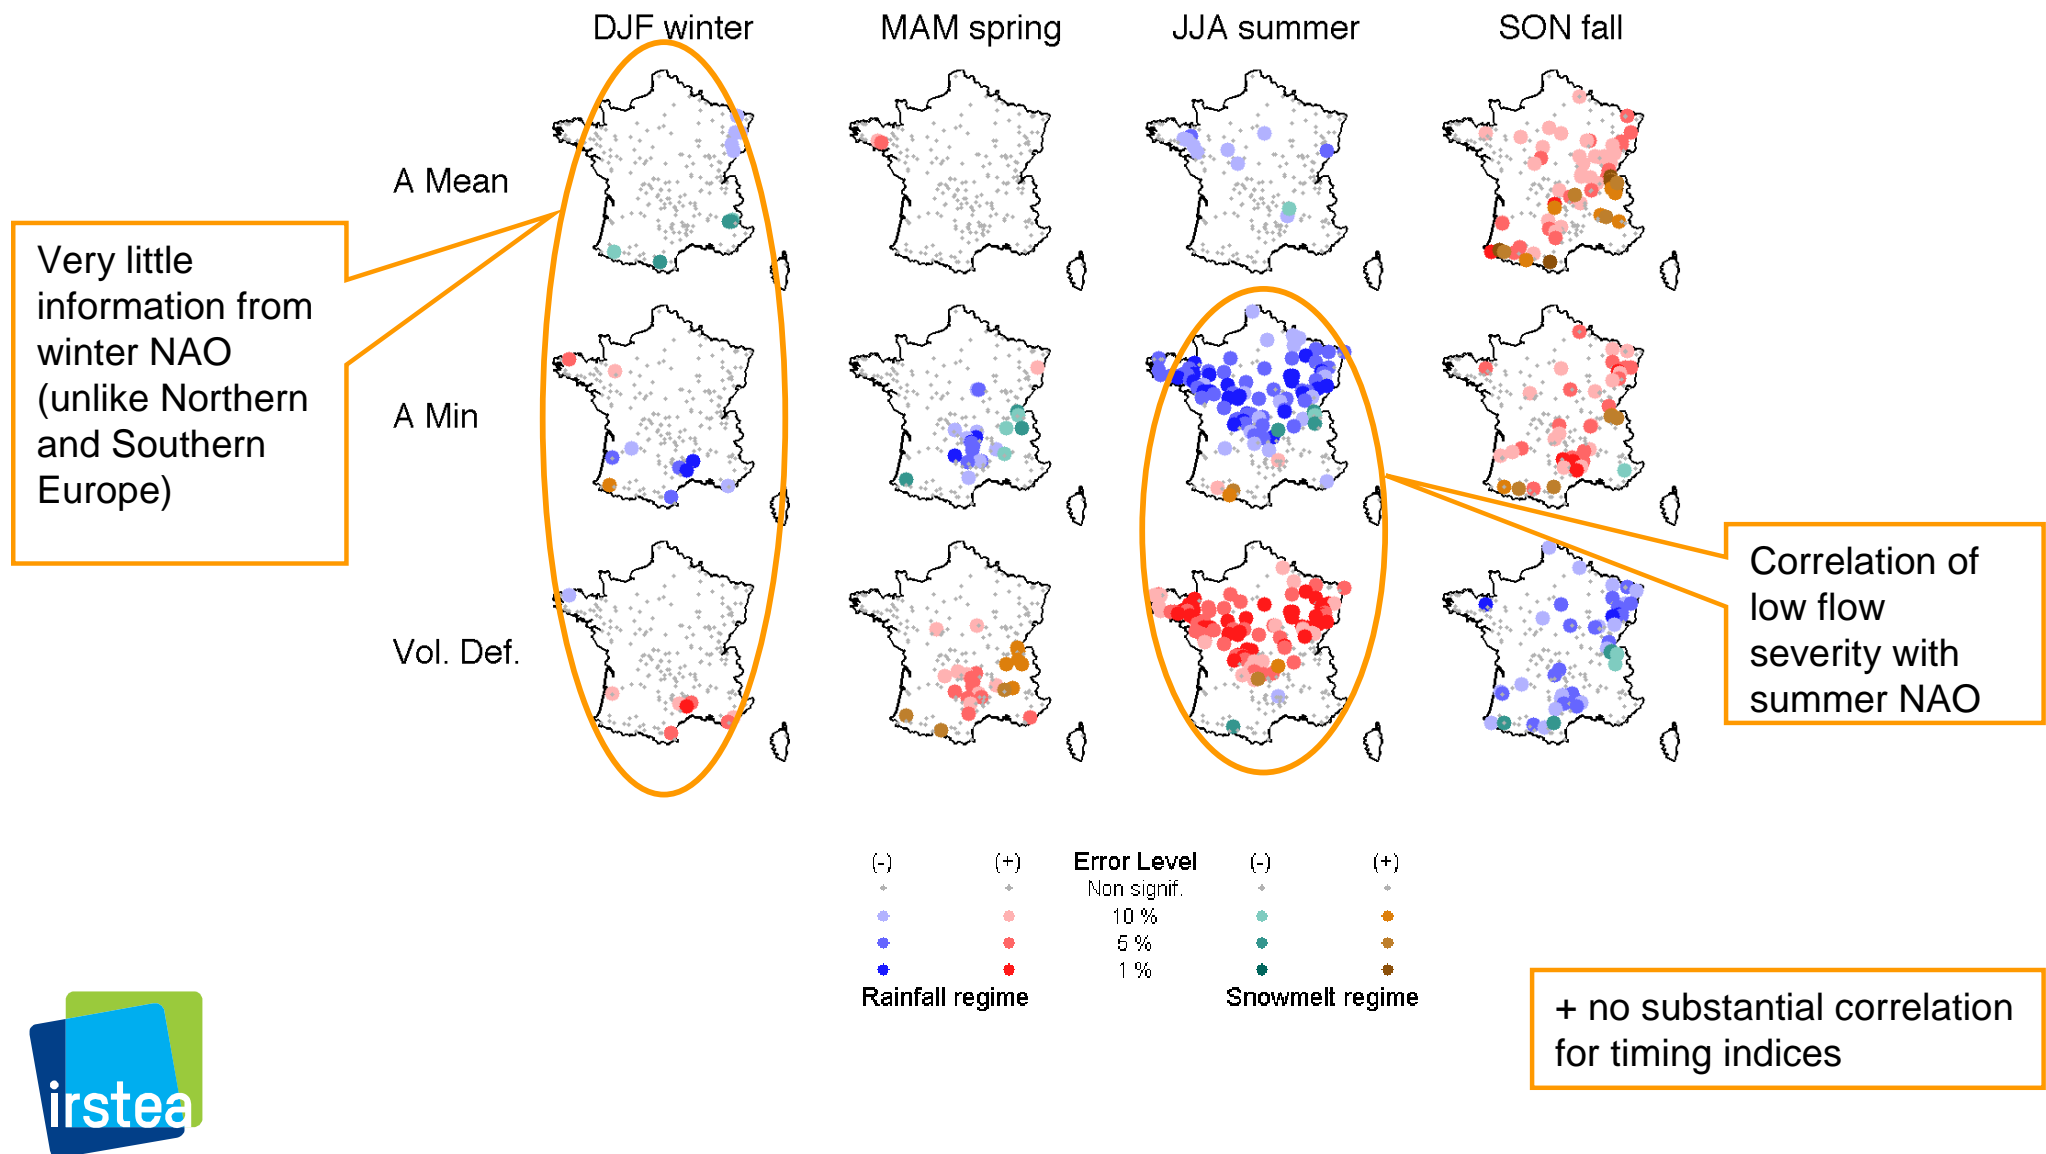 DJF winter MAM spring JJA summer SON fall
A Mean
A Min
Vol. Def.
Very little
information from
winter NAO
(unlike Northern
and Southern
Europe)
Correlation of
low flow
severity with
summer NAO
(-) (+) Error Level (-) (+)
Non signif.
10 %
5 %
1 %
Rainfall regime Snowmelt regime
+ no substantial correlation
for timing indices
irstea